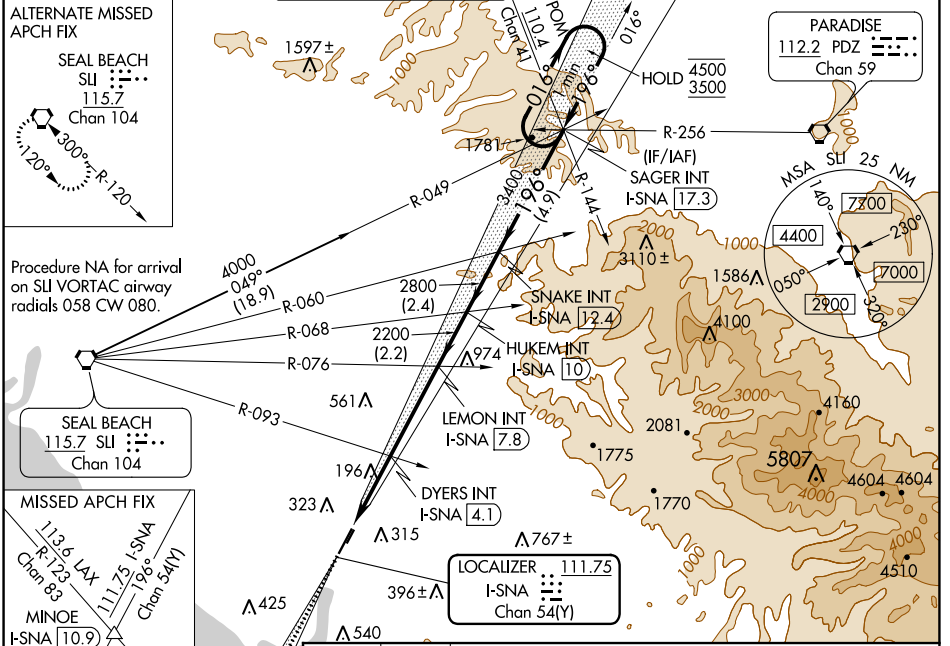 ALTERNATE MISSED
APCH FIX
SEAL BEACH
SLI
115.7
Chan 104
300°
120°
R-120
1597 ±
1000
POM
110.4
Chan 41
016°
016°
1 min
196°
HOLD 4500
3500
PARADISE
112.2 PDZ
Chan 59
1000
R-256
1781
(IF/IAF)
SAGER INT
I-SNA 17.3
R-144
R-049
3400
196°
(4.9)
MSA SLI 25 NM
140°
7700
230°
4400
050°
7000
2900
320°
Procedure NA for arrival
on SLI VORTAC airway
radials 058 CW 080.
4000
049°
(18.9)
R-060
R-068
R-076
R-093
2800
(2.4)
2200
(2.2)
2000
3110 ±
1000
1586
4100
SNAKE INT
I-SNA 12.4
HUKEM INT
I-SNA 10
974
561
LEMON INT
I-SNA 7.8
1000
2000
3000
4160
2081
1775
5807
4000
4604
4604
1770
4000
4510
SEAL BEACH
115.7 SLI
Chan 104
196
DYERS INT
I-SNA 4.1
323
315
767 ±
MISSED APCH FIX
113.6 LAX
R-123
Chan 83
111.75 I-SNA
196°
Chan 54(Y)
MINOE
I-SNA 10.9
LOCALIZER 111.75
I-SNA
Chan 54(Y)
396 ±
425
540